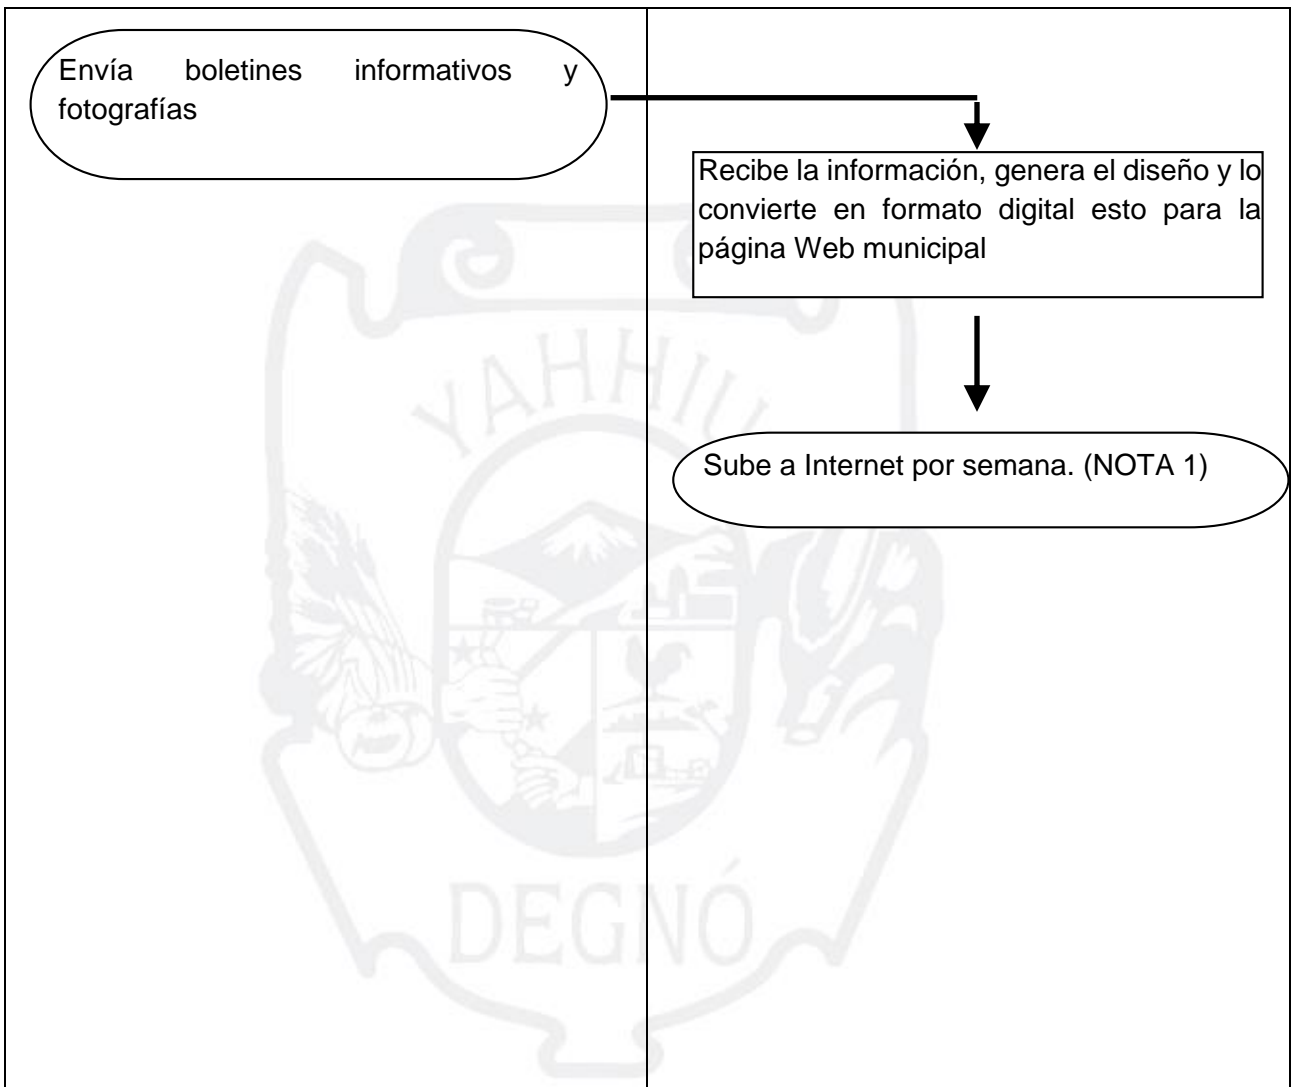 Envía boletines informativos y
fotografías
Recibe la información, genera el diseño y lo
convierte en formato digital esto para la
página Web municipal
Sube a Internet por semana. (NOTA 1)
YAHHIU
DEGNÓ